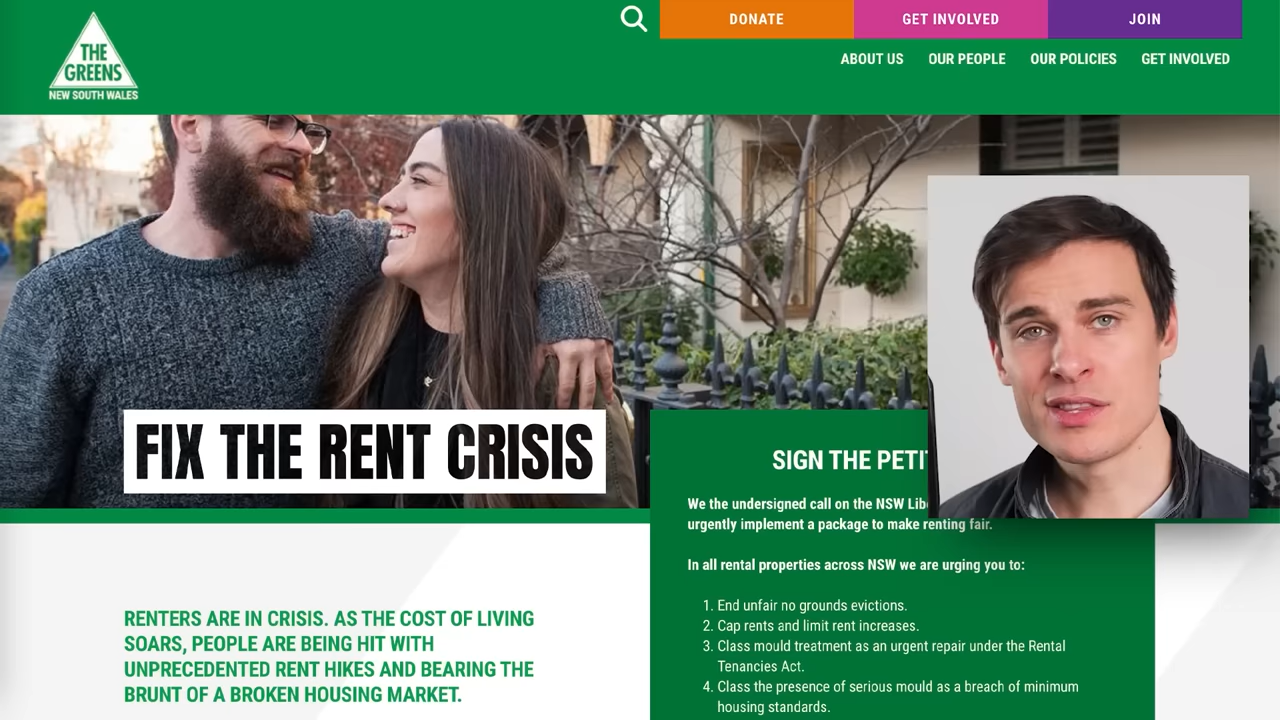 DONATE
GET INVOLVED
JOIN
THE
GREENS
NEW SOUTH WALES
ABOUT US
OUR PEOPLE
OUR POLICIES
GET INVOLVED
FIX THE RENT CRISIS
RENTERS ARE IN CRISIS. AS THE COST OF LIVING
SOARS, PEOPLE ARE BEING HIT WITH
UNPRECEDENTED RENT HIKES AND BEARING THE
BRUNT OF A BROKEN HOUSING MARKET.
SIGN THE
We the undersigned call on the NSW
urgently implement a package to make renting fair.
In all rental properties across NSW we are urging you to:
1. End unfair no grounds evictions.
2. Cap rents and limit rent increases.
3. Class mould treatment as an urgent repair under the Rental
Tenancies Act.
4. Class the presence of serious mould as a breach of minimum
housing standards.